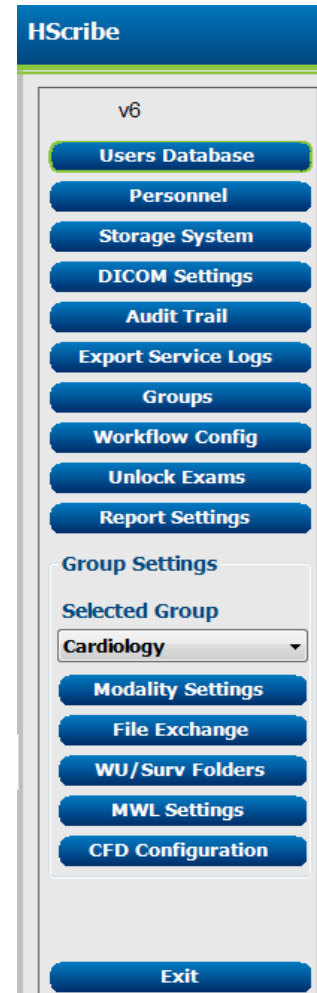 HScribe
v6
Users Database
Personnel
Storage System
DICOM Settings
Audit Trail
Export Service Logs
Groups
Workflow Config
Unlock Exams
Report Settings
Group Settings
Selected Group
Cardiology
Modality Settings
File Exchange
WU/Surv Folders
MWL Settings
CFD Configuration
Exit